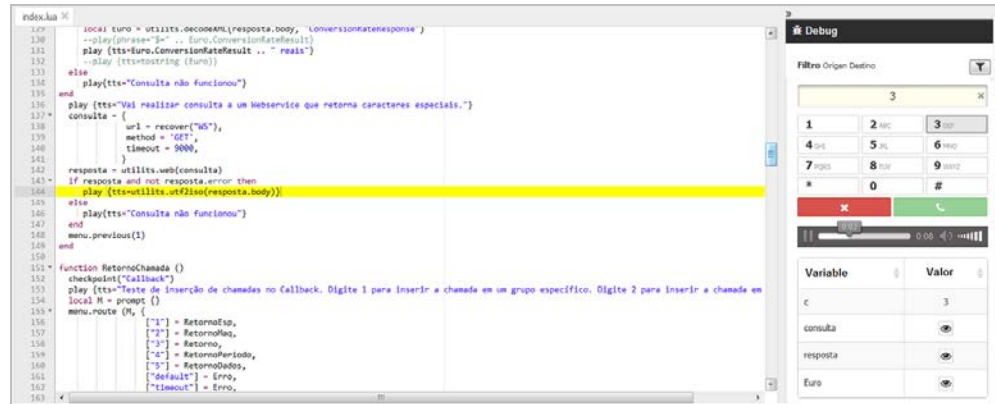 index.lua
129 local Euro = utilits.decodeXML(resposta.body, "ConversionRateResponse")
130 --play{phrase="$=" .. Euro.ConversionRateResult}
131 play {tts=Euro.ConversionRateResult .. " reais"}
132 --play {tts=tostring (Euro)}
133 else
134 play{tts="Consulta não funcionou"}
135 end
136 play {tts="Vai realizar consulta a um Webservice que retorna caracteres especiais."}
137 consulta = {
138 url = recover("WS"),
139 method = 'GET',
140 timeout = 9000,
141 }
142 resposta = utilits.web(consulta)
143 if resposta and not resposta.error then
144 play {tts=utilits.utf2iso(resposta.body)}
145 else
146 play{tts="Consulta não funcionou"}
147 end
148 menu.previous(1)
149 end
150
151 function RetornoChamada ()
152 checkpoint("Callback")
153 play {tts="Teste de inserção de chamadas no Callback. Digite 1 para inserir a chamada em um grupo específico. Digite 2 para inserir a chamada em
154 local M = prompt {}
155 menu.route (M, {
156 ["1"] = RetornoEsp,
157 ["2"] = RetornoMaq,
158 ["3"] = Retorno,
159 ["4"] = RetornoPeriodo,
160 ["5"] = RetornoDados,
161 ["default"] = Erro,
162 ["timeout"] = Erro,
163
Debug
Filtro Origen Destino
3
1 2 ABC 3 DEF
4 GHI 5 JKL 6 MNO
7 PQRS 8 TUV 9 WXYZ
* 0 #
0:08
Variable Valor
c 3
consulta
resposta
Euro